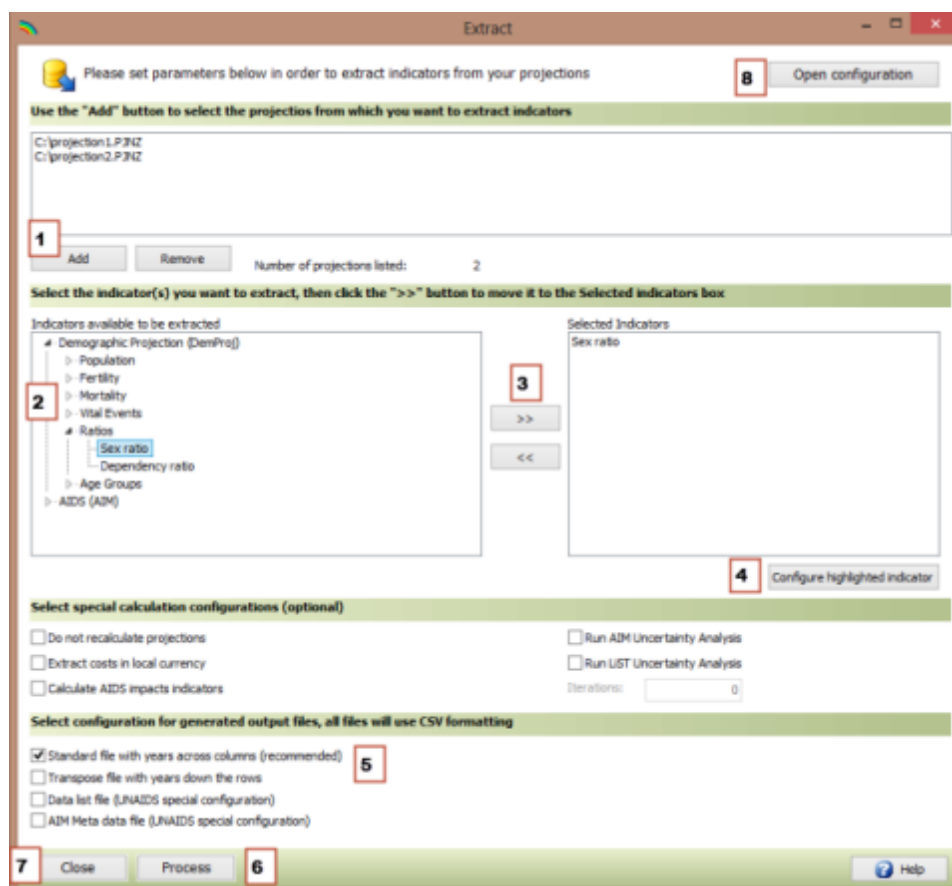 Extract
Please set parameters below in order to extract indicators from your projections
8
Open configuration
Use the "Add" button to select the projectios from which you want to extract indcators
C:\projection1.PJNZ
C:\projection2.PJNZ
1
Add
Remove
Number of projections listed:
2
Select the indicator(s) you want to extract, then click the ">>" button to move it to the Selected indicators box
Indicators available to be extracted
Selected Indicators
Demographic Projection (DemProj)
Population
Fertility
Mortality
Vital Events
Ratios
Sex ratio
Dependency ratio
Age Groups
AIDS (AIM)
2
3
>>
<<
Sex ratio
4
Configure highlighted indicator
Select special calculation configurations (optional)
Do not recalculate projections
Run AIM Uncertainty Analysis
Extract costs in local currency
Run LiST Uncertainty Analysis
Calculate AIDS impacts indicators
Iterations:
0
Select configuration for generated output files, all files will use CSV formatting
Standard file with years across columns (recommended)
5
Transpose file with years down the rows
Data list file (UNAIDS special configuration)
AIM Meta data file (UNAIDS special configuration)
7
Close
Process
6
Help